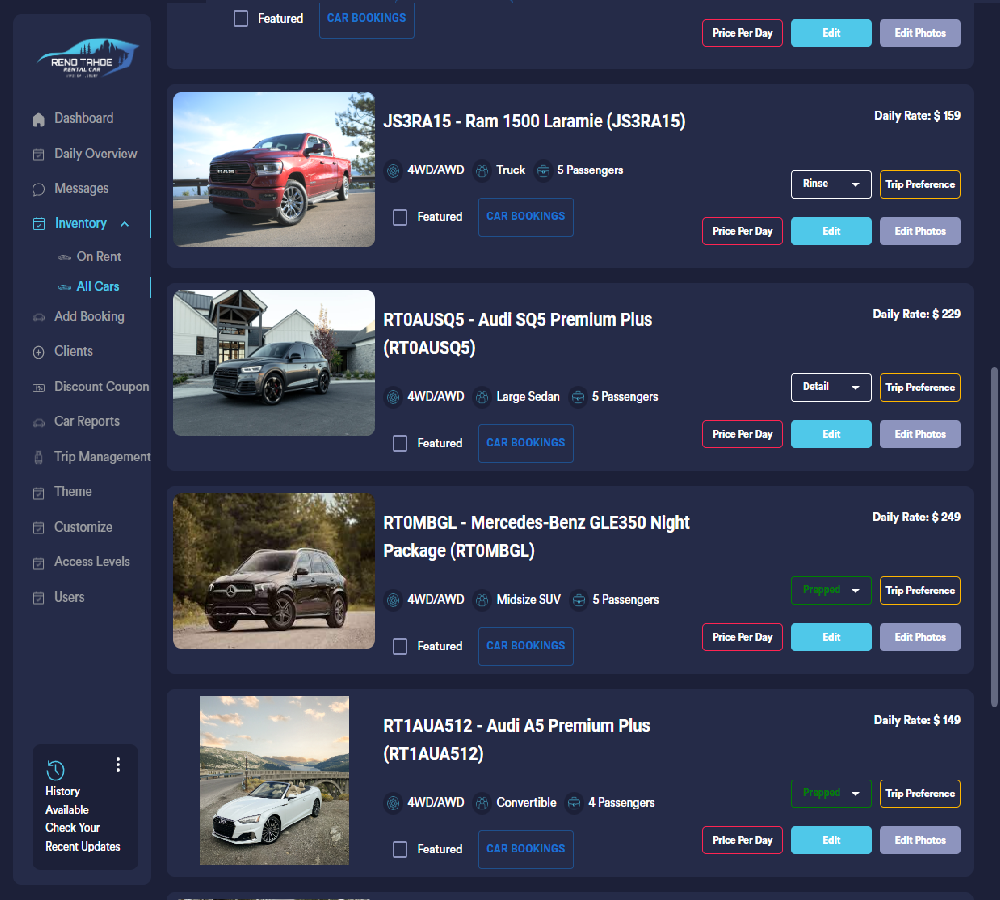 RENO TAHOE
RENTAL CAR
Dashboard
Daily Overview
Messages
Inventory
On Rent
All Cars
Add Booking
Clients
Discount Coupon
Car Reports
Trip Management
Theme
Customize
Access Levels
Users
History
Available
Check Your
Recent Updates
Featured
CAR BOOKINGS
Price Per Day
Edit
Edit Photos
JS3RA15 - Ram 1500 Laramie (JS3RA15)
Daily Rate: $ 159
4WD/AWD
Truck
5 Passengers
Rinse
Trip Preference
Featured
CAR BOOKINGS
Price Per Day
Edit
Edit Photos
RT0AUSQ5 - Audi SQ5 Premium Plus
(RT0AUSQ5)
Daily Rate: $ 229
4WD/AWD
Large Sedan
5 Passengers
Detail
Trip Preference
Featured
CAR BOOKINGS
Price Per Day
Edit
Edit Photos
RT0MBGL - Mercedes-Benz GLE350 Night
Package (RT0MBGL)
Daily Rate: $ 249
4WD/AWD
Midsize SUV
5 Passengers
Prepped
Trip Preference
Featured
CAR BOOKINGS
Price Per Day
Edit
Edit Photos
RT1AUA512 - Audi A5 Premium Plus
(RT1AUA512)
Daily Rate: $ 149
4WD/AWD
Convertible
4 Passengers
Prepped
Trip Preference
Featured
CAR BOOKINGS
Price Per Day
Edit
Edit Photos